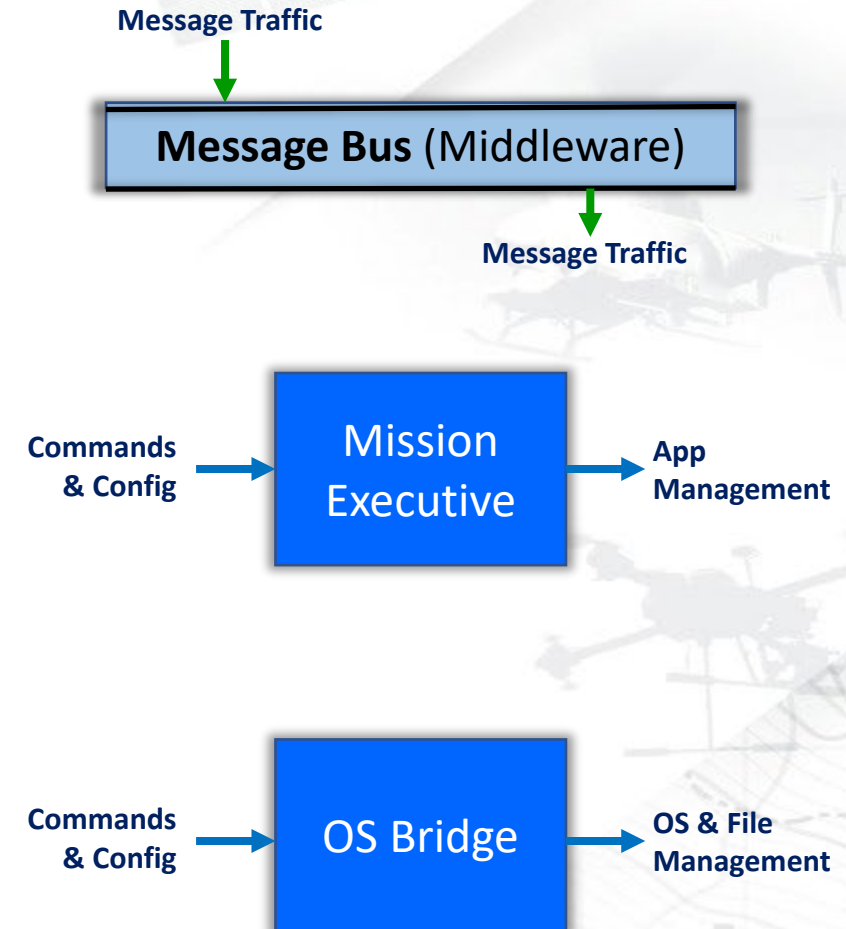 Message Traffic
Message Bus (Middleware)
Message Traffic
Commands
& Config
Mission
Executive
App
Management
Commands
& Config
OS Bridge
OS & File
Management